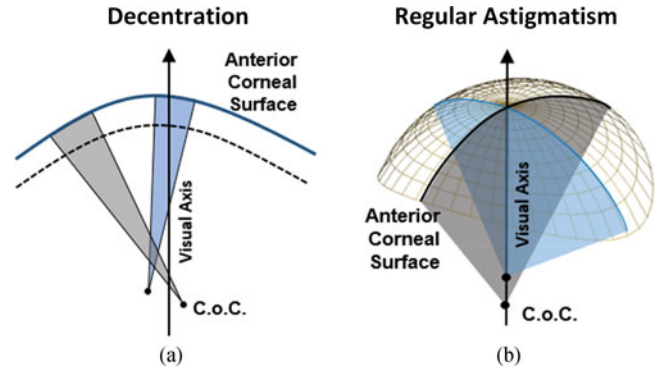 Decentration
Anterior
Corneal
Surface
Visual Axis
C.o.C.
(a)
Regular Astigmatism
Visual Axis
Anterior
Corneal
Surface
C.o.C.
(b)